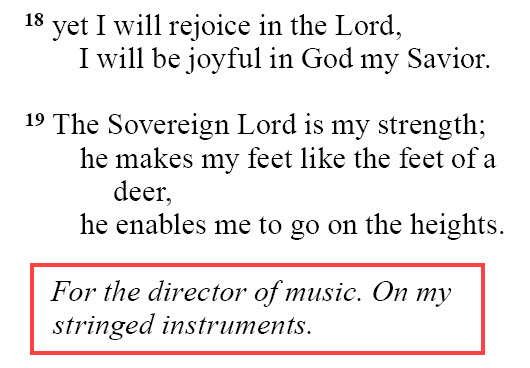 18 yet I will rejoice in the Lord,
I will be joyful in God my Savior.
19 The Sovereign Lord is my strength;
he makes my feet like the feet of a
deer,
he enables me to go on the heights.
For the director of music. On my
stringed instruments.